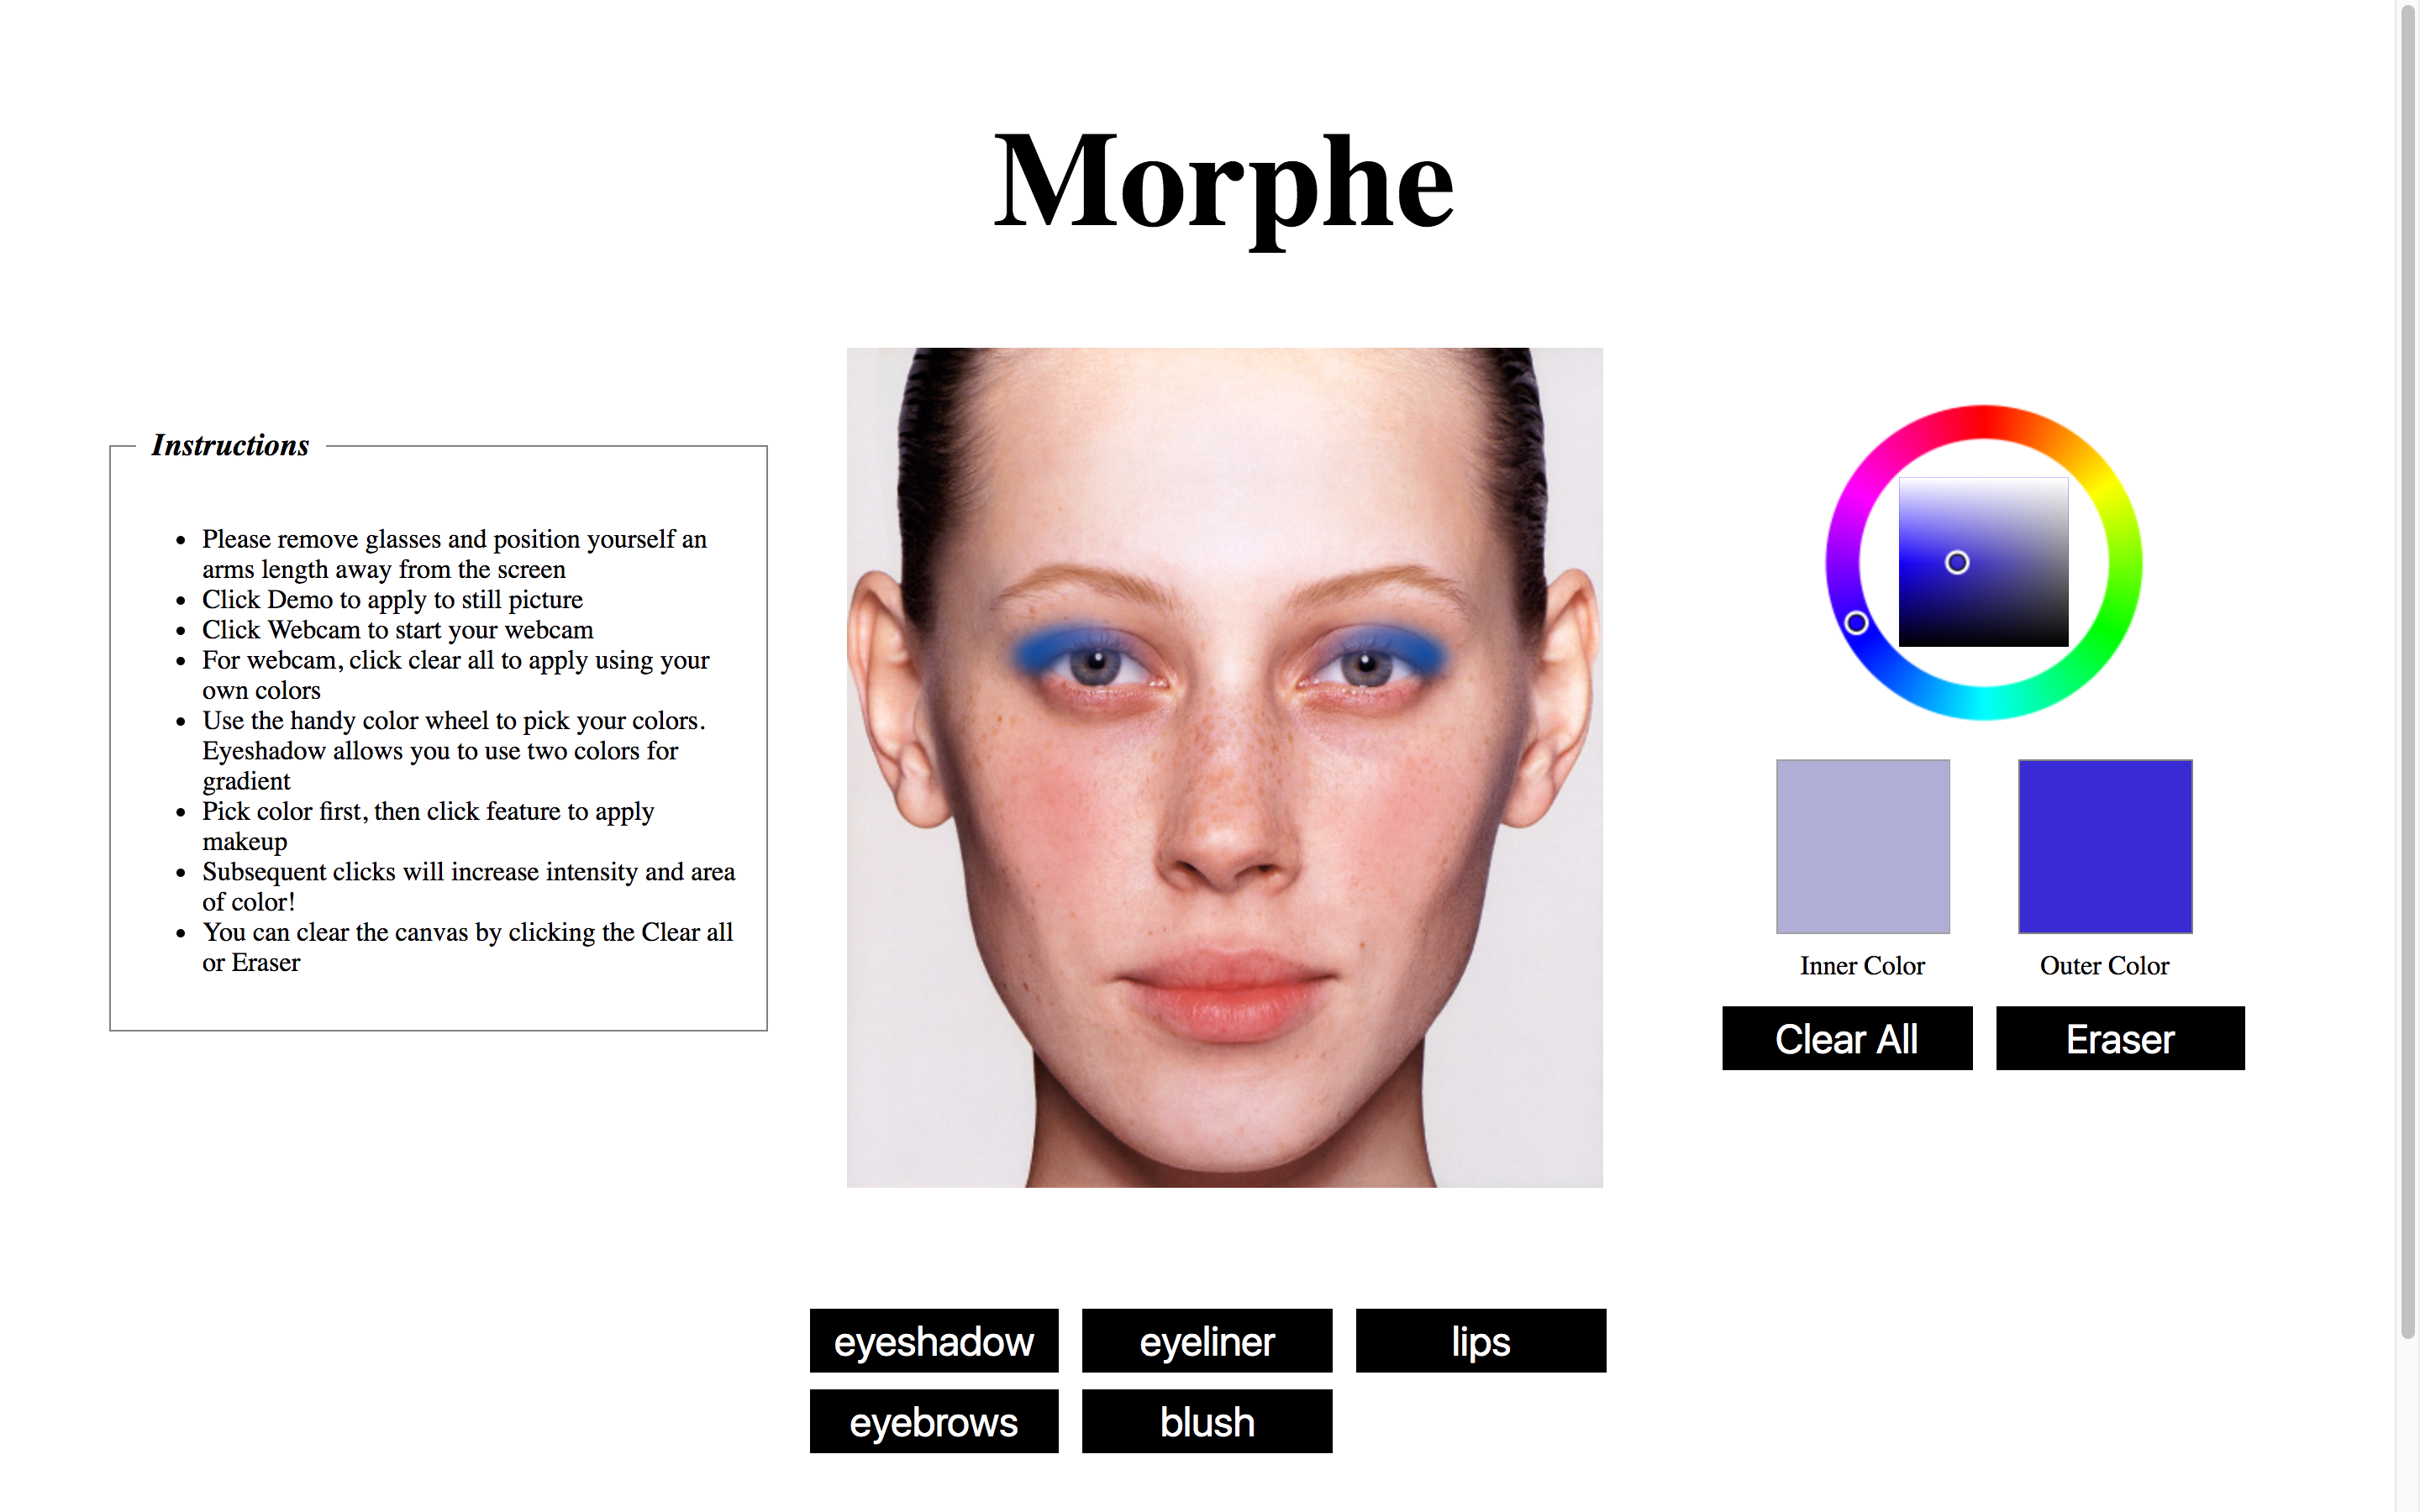 Morphe
Instructions
Please remove glasses and position yourself an
arms length away from the screen
Click Demo to apply to still picture
Click Webcam to start your webcam
For webcam, click clear all to apply using your
own colors
Use the handy color wheel to pick your colors.
Eyeshadow allows you to use two colors for
gradient
Pick color first, then click feature to apply
makeup
Subsequent clicks will increase intensity and area
of color!
You can clear the canvas by clicking the Clear all
or Eraser
Inner Color
Outer Color
Clear All
Eraser
eyeshadow
eyeliner
lips
eyebrows
blush